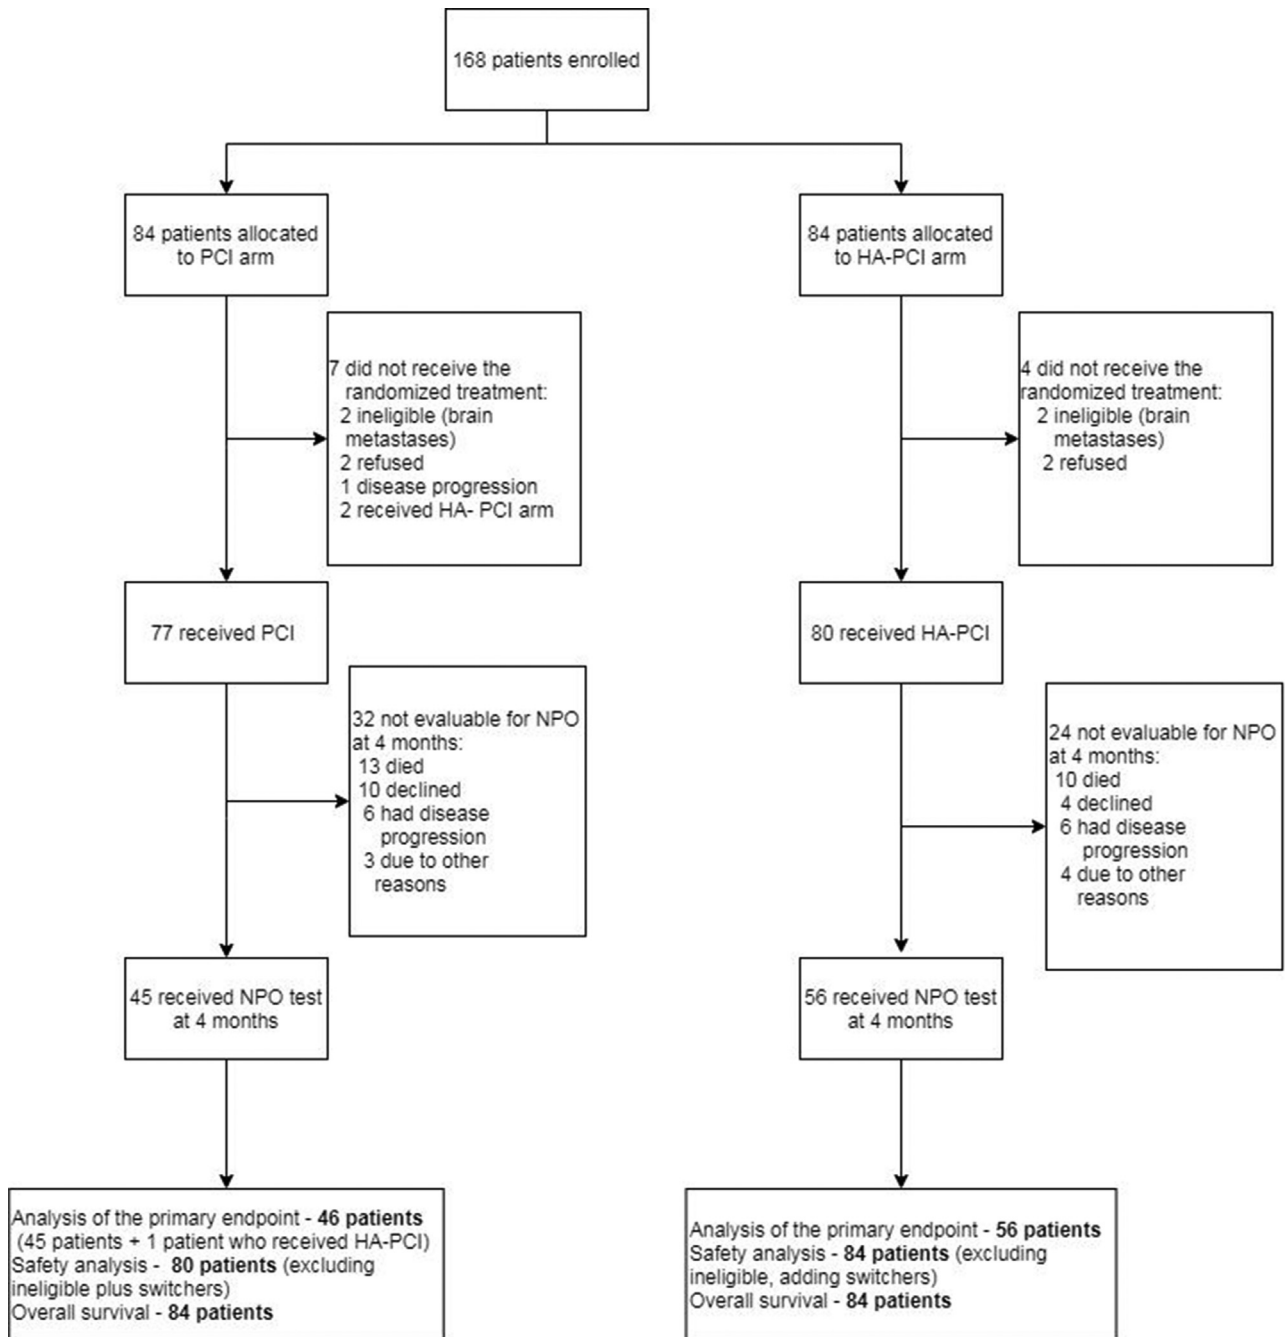 168 patients enrolled
84 patients allocated
to PCI arm
84 patients allocated
to HA-PCI arm
7 did not receive the
randomized treatment:
2 ineligible (brain
metastases)
2 refused
1 disease progression
2 received HA- PCI arm
4 did not receive the
randomized treatment:
2 ineligible (brain
metastases)
2 refused
77 received PCI
80 received HA-PCI
32 not evaluable for NPO
at 4 months:
13 died
10 declined
6 had disease
progression
3 due to other
reasons
24 not evaluable for NPO
at 4 months:
10 died
4 declined
6 had disease
progression
4 due to other
reasons
45 received NPO test
at 4 months
56 received NPO test
at 4 months
Analysis of the primary endpoint - 46 patients
(45 patients + 1 patient who received HA-PCI)
Safety analysis - 80 patients (excluding
ineligible plus switchers)
Overall survival - 84 patients
Analysis of the primary endpoint - 56 patients
Safety analysis - 84 patients (excluding
ineligible, adding switchers)
Overall survival - 84 patients